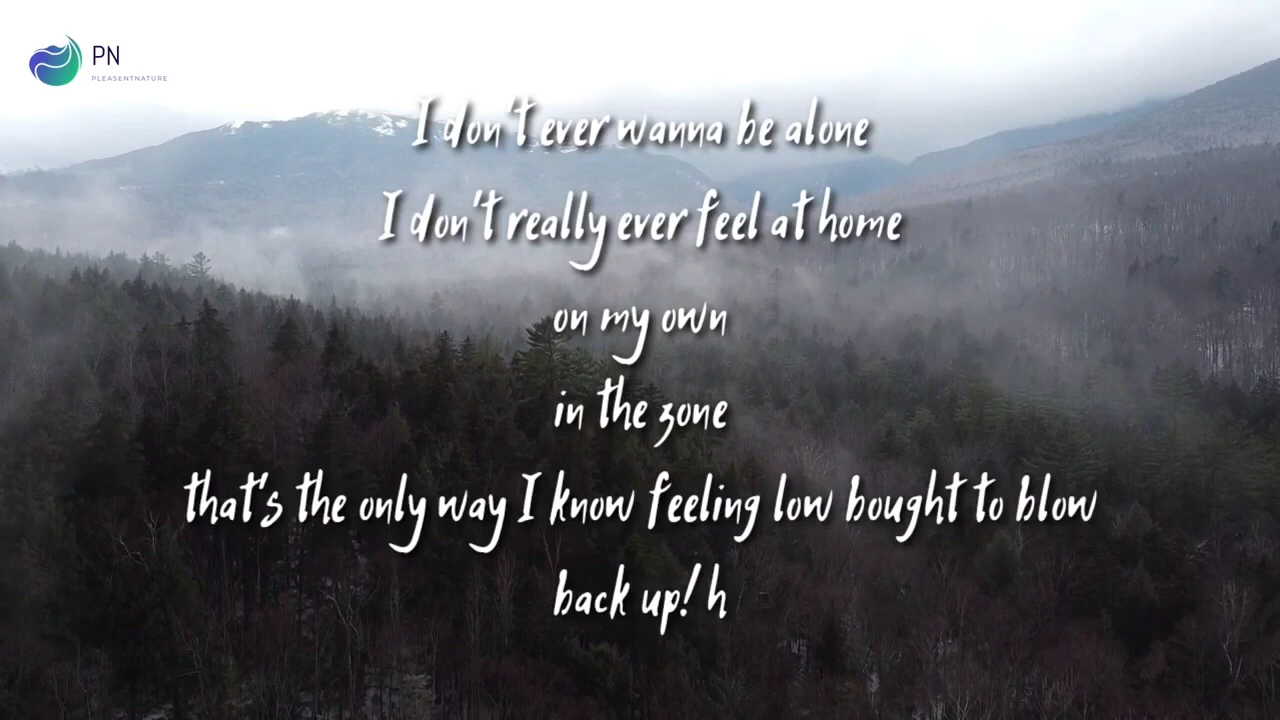 PN
PLEASENTNATURE
I don't ever wanna be alone
I don't really ever feel at home
on my own
in the zone
that's the only way I know feeling low bought to blow
back up! h